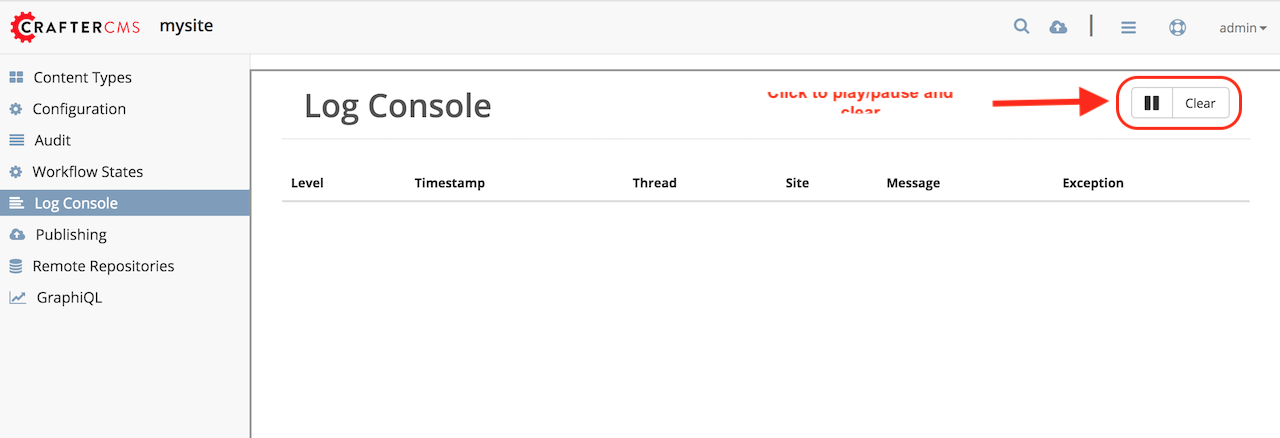 CRAFTERCMS mysite admin
Content Types
Configuration
Audit
Workflow States
Log Console
Publishing
Remote Repositories
GraphiQL
Log Console
Click to play/pause and
clear
Clear
Level Timestamp Thread Site Message Exception